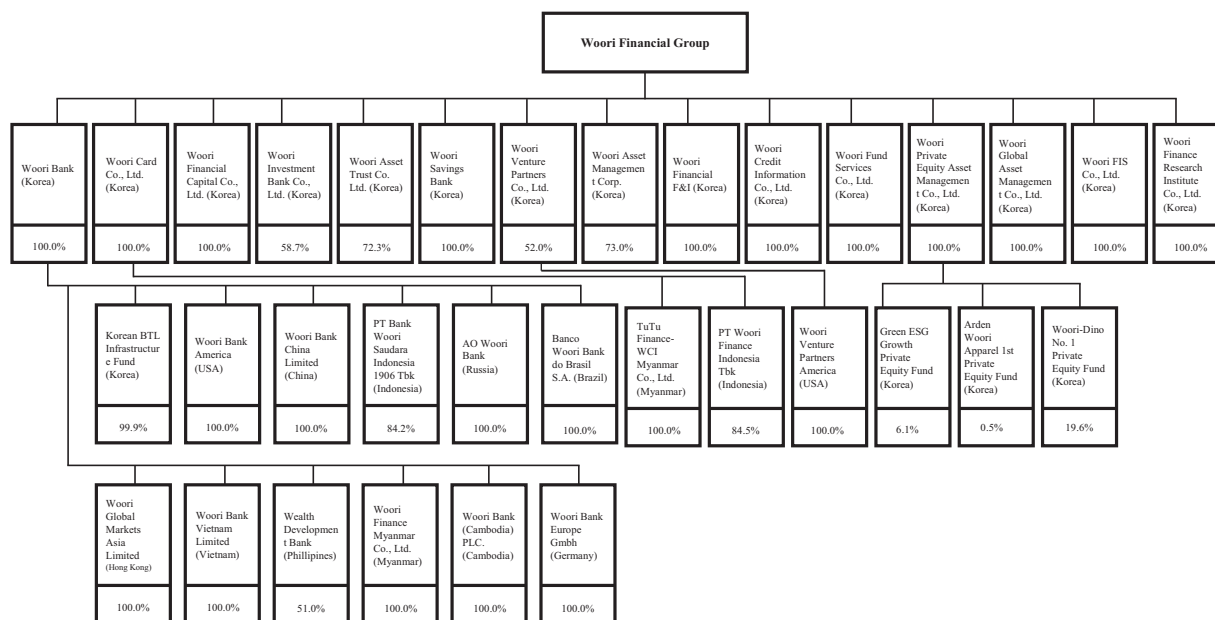 Woori Financial Group
Woori Bank
(Korea)
100.0%
Woori Card
Co., Ltd.
(Korea)
100.0%
Woori
Financial
Capital Co.,
Ltd. (Korea)
100.0%
Woori
Investment
Bank Co.,
Ltd. (Korea)
58.7%
Woori Asset
Trust Co.
Ltd. (Korea)
72.3%
Woori
Savings
Bank
(Korea)
100.0%
Woori
Venture
Partners
Co., Ltd.
(Korea)
52.0%
Woori Asset
Managemen
t Corp.
(Korea)
73.0%
Woori
Financial
F&I (Korea)
100.0%
Woori
Credit
Information
Co., Ltd.
(Korea)
100.0%
Woori Fund
Services
Co., Ltd.
(Korea)
100.0%
Woori
Private
Equity Asset
Managemen
t Co., Ltd.
(Korea)
100.0%
Woori
Global
Asset
Managemen
t Co., Ltd.
(Korea)
100.0%
Woori FIS
Co., Ltd.
(Korea)
100.0%
Woori
Finance
Research
Institute
Co., Ltd.
(Korea)
100.0%
Korean BTL
Infrastructur
e Fund
(Korea)
99.9%
Woori Bank
America
(USA)
100.0%
Woori Bank
China
Limited
(China)
100.0%
PT Bank
Woori
Saudara
Indonesia
1906 Tbk
(Indonesia)
84.2%
AO Woori
Bank
(Russia)
100.0%
Banco
Woori Bank
do Brasil
S.A. (Brazil)
100.0%
TuTu
Finance-
WCI
Myanmar
Co., Ltd.
(Myanmar)
100.0%
PT Woori
Finance
Indonesia
Tbk
(Indonesia)
84.5%
Woori
Venture
Partners
America
(USA)
100.0%
Green ESG
Growth
Private
Equity Fund
(Korea)
6.1%
Arden
Woori
Apparel 1st
Private
Equity Fund
(Korea)
0.5%
Woori-Dino
No. 1
Private
Equity Fund
(Korea)
19.6%
Woori
Global
Markets
Asia
Limited
(Hong Kong)
100.0%
Woori Bank
Vietnam
Limited
(Vietnam)
100.0%
Wealth
Developmen
t Bank
(Phillipines)
51.0%
Woori
Finance
Myanmar
Co., Ltd.
(Myanmar)
100.0%
Woori Bank
(Cambodia)
PLC.
(Cambodia)
100.0%
Woori Bank
Europe
Gmbh
(Germany)
100.0%